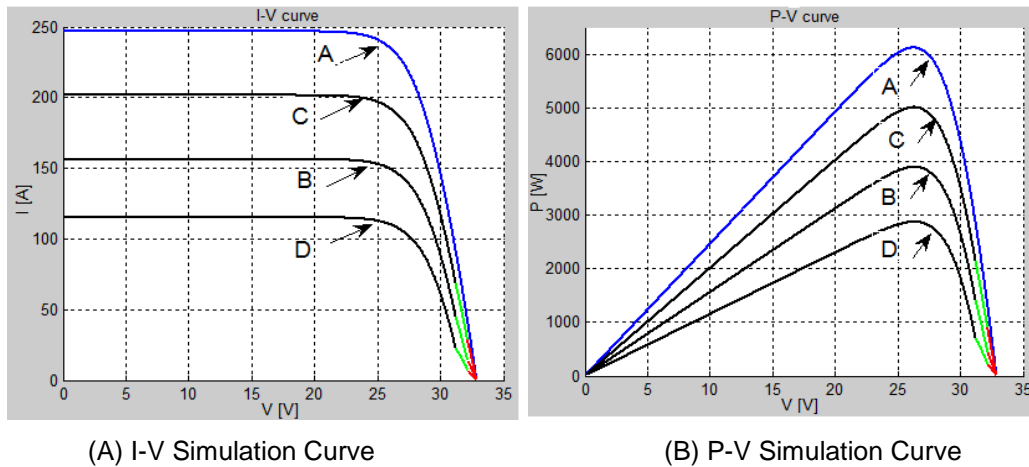 I-V curve
250
200
150
100
50
0
I [A]
A
C
B
D
0 5 10 15 20 25 30 35
V [V]
P-V curve
6000
5000
4000
3000
2000
1000
0
P [W]
A
C
B
D
0 5 10 15 20 25 30 35
V [V]
(A) I-V Simulation Curve
(B) P-V Simulation Curve